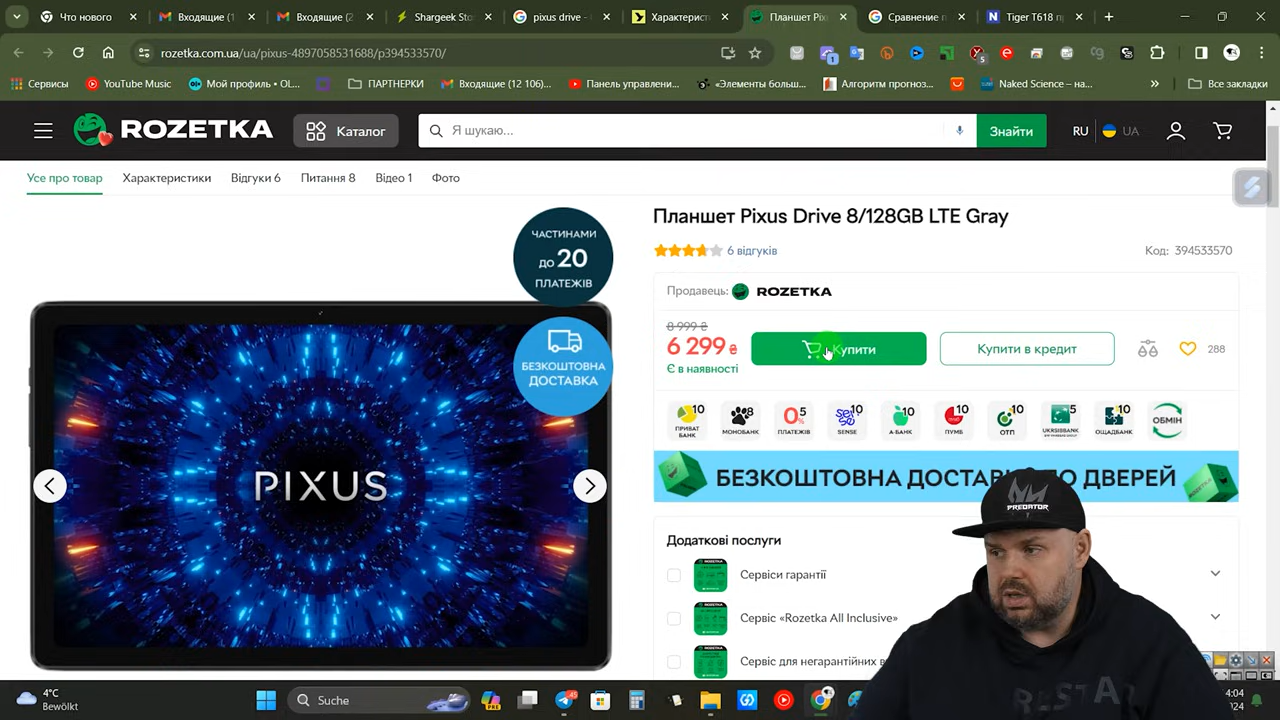 Что нового
Входящие (1
Входящие (2
Shargeek Sto
pixus drive -
Характерист
Планшет Pix
Сравнение п
Tiger T618 п
rozetka.com.ua/ua/pixus-4897058531688/p394533570/
Сервисы
YouTube Music
Мой профиль • Ol...
ПАРТНЕРКИ
Входящие (12 106)...
Панель управлени...
«Элементы больш...
Алгоритм прогноз...
Naked Science – на...
Все закладки
ROZETKA
Каталог
Я шукаю...
Знайти
RU
UA
Усе про товар
Характеристики
Відгуки 6
Питання 8
Відео 1
Фото
Планшет Pixus Drive 8/128GB LTE Gray
6 відгуків
Код: 394533570
Продавець:
ROZETKA
8 999 ₴
6 299 ₴
Є в наявності
Купити
Купити в кредит
288
ЧАСТИНАМИ
ДО 20
ПЛАТЕЖІВ
БЕЗКОШТОВНА
ДОСТАВКА
PIXUS
10
ПРИВАТ
БАНК
8
МОНОБАНК
0%
5
ПЛАТЕЖІВ
sense
10
SENSE
10
А-БАНК
10
ПУМБ
10
ОТП
5
UKRSIBBANK
10
ОЩАДБАНК
ОБМІН
БЕЗКОШТОВНА ДОСТАВК
ДО ДВЕРЕЙ
Додаткові послуги
Сервіси гарантії
Сервіс «Rozetka All Inclusive»
Сервіс для негарантійних в
PREDATOR
4°C
Bewölkt
Suche
45